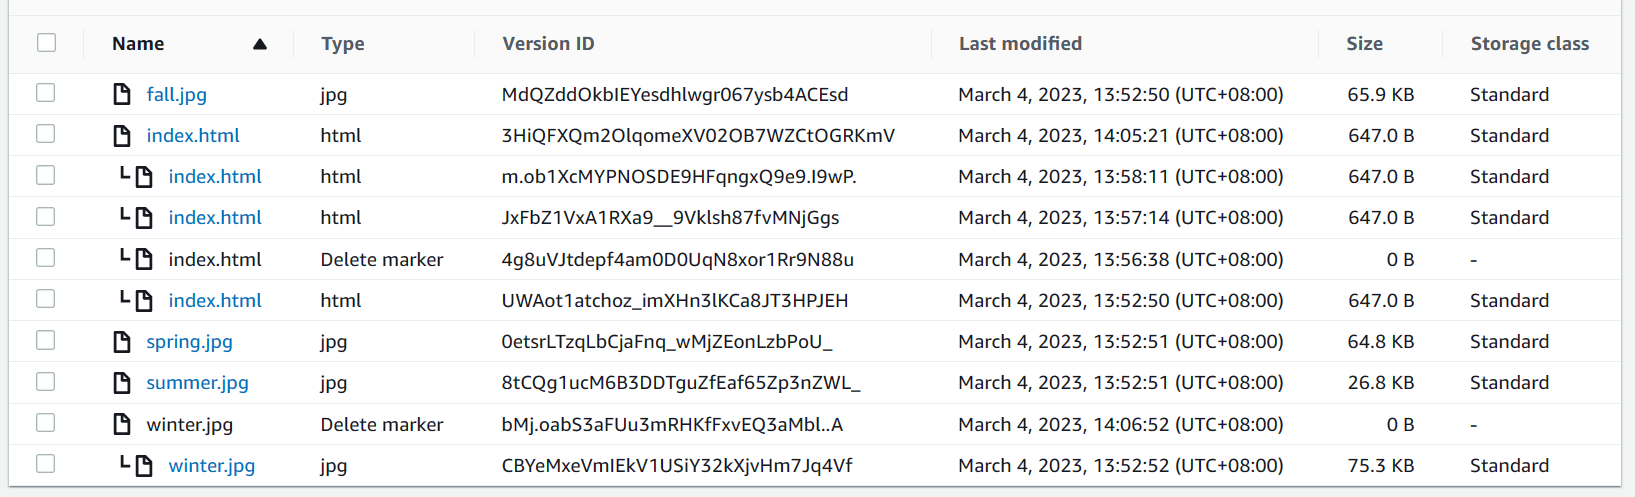 Name Type Version ID Last modified Size Storage class
fall.jpg jpg MdQZddOkbIEYesdhlwgr067ysb4ACEsd March 4, 2023, 13:52:50 (UTC+08:00) 65.9 KB Standard
index.html html 3HiQFXQm2OlqomeXV02OB7WZCtOGRKmV March 4, 2023, 14:05:21 (UTC+08:00) 647.0 B Standard
index.html html m.ob1XcMYPNOSDE9HFqngxQ9e9.I9wP. March 4, 2023, 13:58:11 (UTC+08:00) 647.0 B Standard
index.html html JxFbZ1VxA1RXa9__9Vklsh87fvMNjGgs March 4, 2023, 13:57:14 (UTC+08:00) 647.0 B Standard
index.html Delete marker 4g8uVJtdepf4am0D0UqN8xor1Rr9N88u March 4, 2023, 13:56:38 (UTC+08:00) 0 B -
index.html html UWAot1atchoz_imXHn3lKCa8JT3HPJEH March 4, 2023, 13:52:50 (UTC+08:00) 647.0 B Standard
spring.jpg jpg 0etsrLTzqLbCjaFnq_wMjZEonLzbPoU_ March 4, 2023, 13:52:51 (UTC+08:00) 64.8 KB Standard
summer.jpg jpg 8tCQg1ucM6B3DDTguZfEaf65Zp3nZWL_ March 4, 2023, 13:52:51 (UTC+08:00) 26.8 KB Standard
winter.jpg Delete marker bMj.oabS3aFUu3mRHKfFxvEQ3aMbl..A March 4, 2023, 14:06:52 (UTC+08:00) 0 B -
winter.jpg jpg CBYeMxeVmIEkV1USiY32kXjvHm7Jq4Vf March 4, 2023, 13:52:52 (UTC+08:00) 75.3 KB Standard